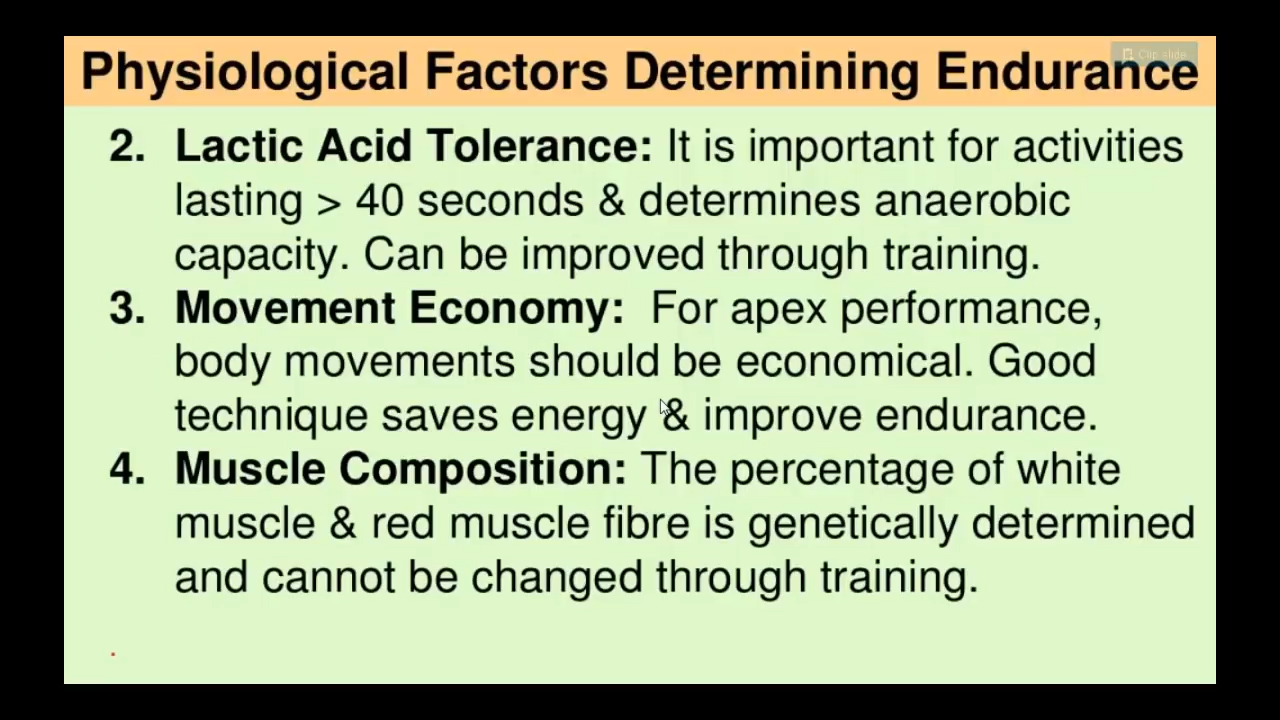 Physiological Factors Determining Endurance
Clip slide
2. Lactic Acid Tolerance: It is important for activities
lasting > 40 seconds & determines anaerobic
capacity. Can be improved through training.
3. Movement Economy: For apex performance,
body movements should be economical. Good
technique saves energy & improve endurance.
4. Muscle Composition: The percentage of white
muscle & red muscle fibre is genetically determined
and cannot be changed through training.
.